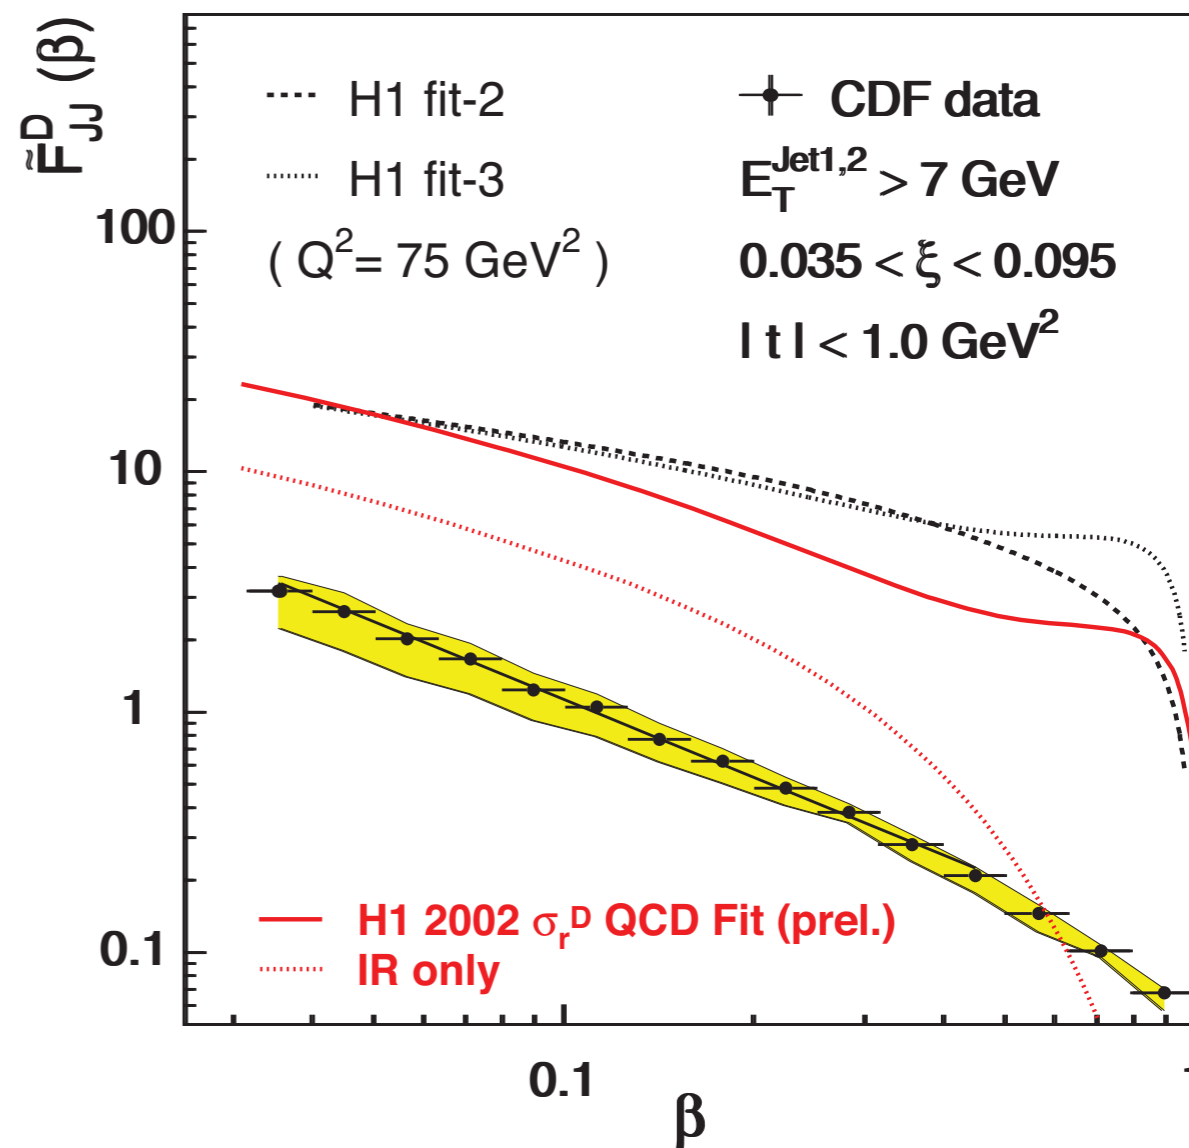 F̃ᴰ_JJ (β)
H1 fit-2
H1 fit-3
( Q²= 75 GeV² )
CDF data
E_T^Jet1,2 > 7 GeV
0.035 < ξ < 0.095
| t | < 1.0 GeV²
100
10
1
0.1
H1 2002 σ_r^D QCD Fit (prel.)
IR only
0.1
1
β